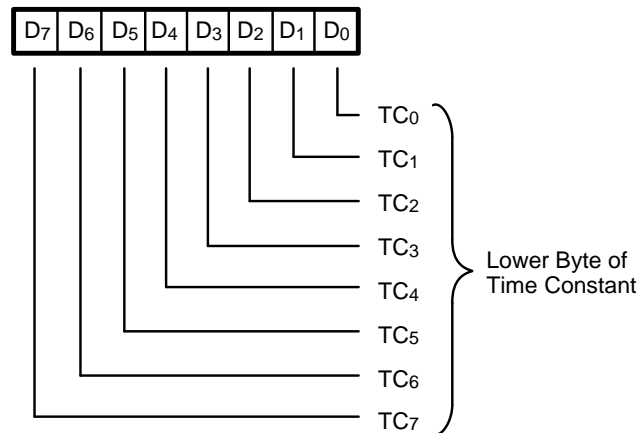 D7 D6 D5 D4 D3 D2 D1 D0
TC0
TC1
TC2
TC3
TC4
TC5
TC6
TC7
Lower Byte of
Time Constant